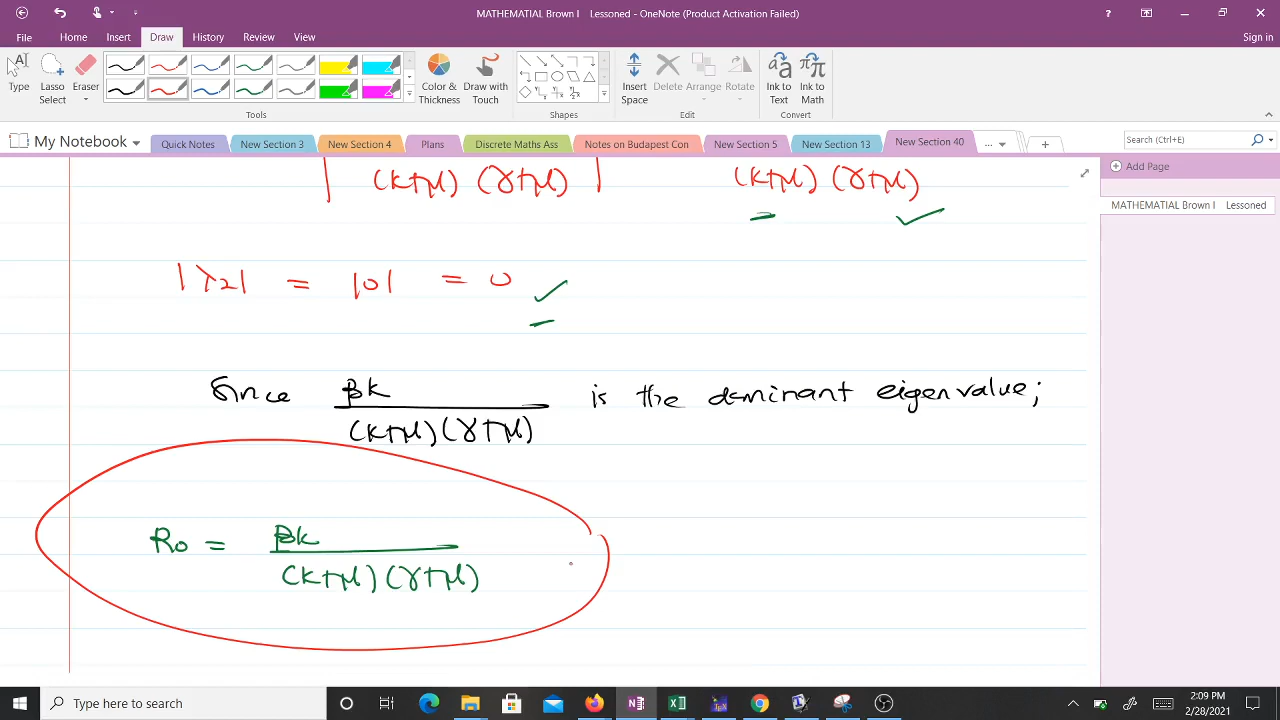 MATHEMATIAL Brown I    Lessoned - OneNote (Product Activation Failed)
File Home Insert Draw History Review View Sign in
Type Lasso Select Eraser Color & Thickness Draw with Touch Insert Space Delete Arrange Rotate Ink to Text Ink to Math
Tools Shapes Edit Convert
My Notebook Quick Notes New Section 3 New Section 4 Plans Discrete Maths Ass Notes on Budapest Con New Section 5 New Section 13 New Section 40 ... + Search (Ctrl+E)
Add Page
MATHEMATIAL Brown I    Lessoned
| (K+μ) (γ+μ) | (K+μ) (γ+μ)
|λ2| = |0| = 0 ✓
Since βK / (K+μ)(γ+μ) is the dominant eigenvalue;
R0 = βK / (K+μ)(γ+μ)
Type here to search
2:09 PM
2/28/2021